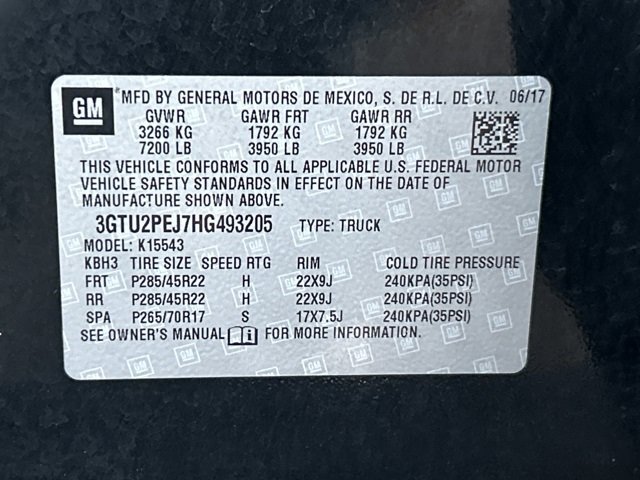 GM MFD BY GENERAL MOTORS DE MEXICO, S. DE R.L. DE C.V. 06/17
GVWR GAWR FRT GAWR RR
3266 KG 1792 KG 1792 KG
7200 LB 3950 LB 3950 LB
THIS VEHICLE CONFORMS TO ALL APPLICABLE U.S. FEDERAL MOTOR
VEHICLE SAFETY STANDARDS IN EFFECT ON THE DATE OF
MANUFACTURE SHOWN ABOVE.
3GTU2PEJ7HG493205 TYPE: TRUCK
MODEL: K15543
KBH3 TIRE SIZE SPEED RTG RIM COLD TIRE PRESSURE
FRT P285/45R22 H 22X9J 240KPA(35PSI)
RR P285/45R22 H 22X9J 240KPA(35PSI)
SPA P265/70R17 S 17X7.5J 240KPA(35PSI)
SEE OWNER'S MANUAL FOR MORE INFORMATION.